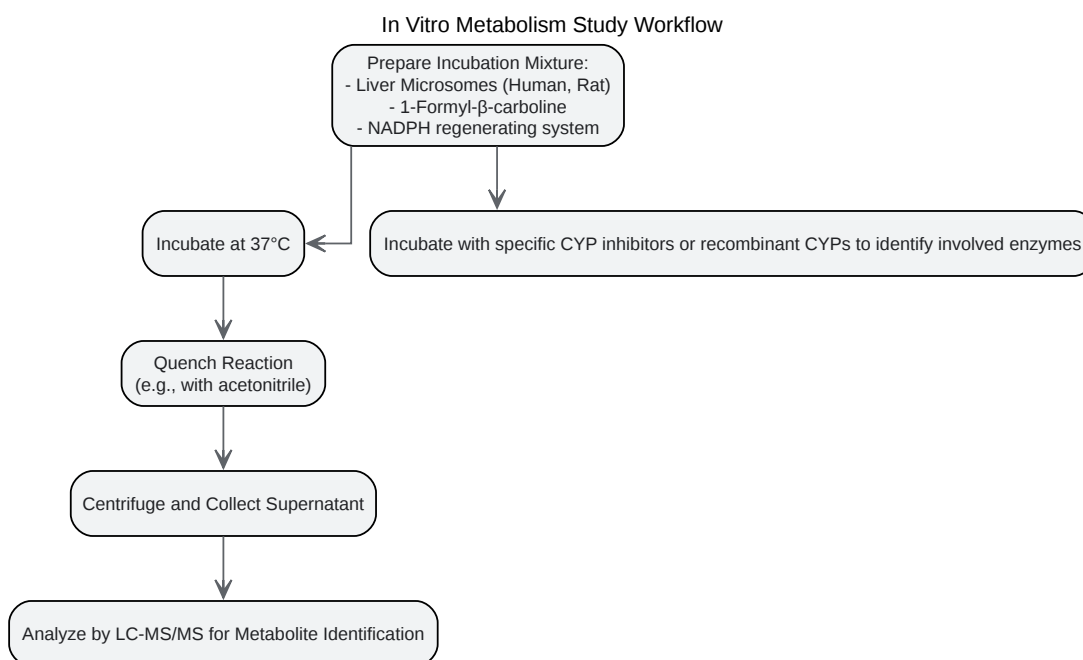 In Vitro Metabolism Study Workflow
Prepare Incubation Mixture:
- Liver Microsomes (Human, Rat)
- 1-Formyl-β-carboline
- NADPH regenerating system
Incubate at 37°C
Incubate with specific CYP inhibitors or recombinant CYPs to identify involved enzymes
Quench Reaction
(e.g., with acetonitrile)
Centrifuge and Collect Supernatant
Analyze by LC-MS/MS for Metabolite Identification